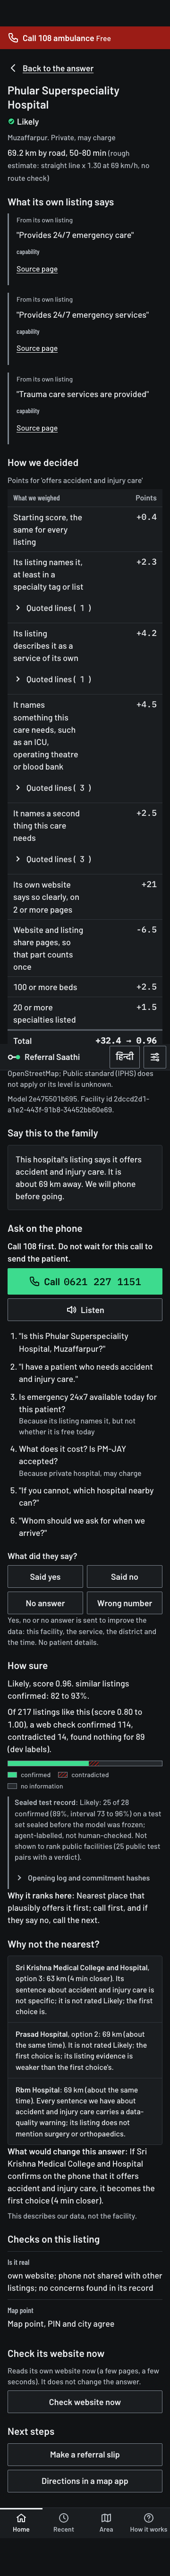 Call 108 ambulance Free
Back to the answer
Phular Superspeciality
Hospital
Likely
Muzaffarpur. Private, may charge
69.2 km by road, 50-80 min (rough
estimate: straight line x 1.30 at 69 km/h, no
route check)
What its own listing says
From its own listing
"Provides 24/7 emergency care"
capability
Source page
From its own listing
"Provides 24/7 emergency services"
capability
Source page
From its own listing
"Trauma care services are provided"
capability
Source page
How we decided
Points for 'offers accident and injury care'
What we weighed Points
Starting score, the +0.4
same for every
listing
Its listing names it, +2.3
at least in a
specialty tag or list
Quoted lines ( 1 )
Its listing +4.2
describes it as a
service of its own
Quoted lines ( 1 )
It names +4.5
something this
care needs, such
as an ICU,
operating theatre
or blood bank
Quoted lines ( 3 )
It names a second +2.5
thing this care
needs
Quoted lines ( 3 )
Its own website +21
says so clearly, on
2 or more pages
Website and listing -6.5
share pages, so
that part counts
once
100 or more beds +2.5
20 or more +1.5
specialties listed
Total +32.4 → 0.96
Referral Saathi हिन्दी
OpenStreetMap; Public standard (IPHS) does
not apply or its level is unknown.
Model 2e475501b695. Facility id 2dccd2d1-
a1e2-443f-91b8-34452bb60e69.
Say this to the family
This hospital's listing says it offers
accident and injury care. It is
about 69 km away. We will phone
before going.
Ask on the phone
Call 108 first. Do not wait for this call to
send the patient.
Call 0621 227 1151
Listen
1. "Is this Phular Superspeciality
Hospital, Muzaffarpur?"
2. "I have a patient who needs accident
and injury care."
3. Is emergency 24x7 available today for
this patient?
Because its listing names it, but not
whether it is free today
4. What does it cost? Is PM-JAY
accepted?
Because private hospital, may charge
5. "If you cannot, which hospital nearby
can?"
6. "Whom should we ask for when we
arrive?"
What did they say?
Said yes Said no
No answer Wrong number
Yes, no or no answer is sent to improve the
data: this facility, the service, the district and
the time. No patient details.
How sure
Likely, score 0.96. similar listings
confirmed: 82 to 93%.
Of 217 listings like this (score 0.80 to
1.00), a web check confirmed 114,
contradicted 14, found nothing for 89
(dev labels).
confirmed contradicted
no information
Sealed test record: Likely: 25 of 28
confirmed (89%, interval 73 to 96%) on a test
set sealed before the model was frozen;
agent-labelled, not human-checked. Not
shown to rank public facilities (25 public test
pairs with a verdict).
Opening log and commitment hashes
Why it ranks here: Nearest place that
plausibly offers it first; call first, and if
they say no, call the next.
Why not the nearest?
Sri Krishna Medical College and Hospital,
option 3: 63 km (4 min closer). Its
sentence about accident and injury care is
not specific; it is not rated Likely; the first
choice is.
Prasad Hospital, option 2: 69 km (about the
same time). It is not rated Likely; the
first choice is; its listing evidence is
weaker than the first choice's.
Rbm Hospital: 69 km (about the same
time). Every sentence we have about
accident and injury care carries a data-
quality warning; its listing does not
mention surgery or orthopaedics.
What would change this answer: If Sri
Krishna Medical College and Hospital
confirms on the phone that it offers
accident and injury care, it becomes the
first choice (4 min closer).
This describes our data, not the facility.
Checks on this listing
Is it real
own website; phone not shared with other
listings; no concerns found in its record
Map point
Map point, PIN and city agree
Check its website now
Reads its own website now (a few pages, a few
seconds). It does not change the answer.
Check website now
Next steps
Make a referral slip
Directions in a map app
Home Recent Area How it works